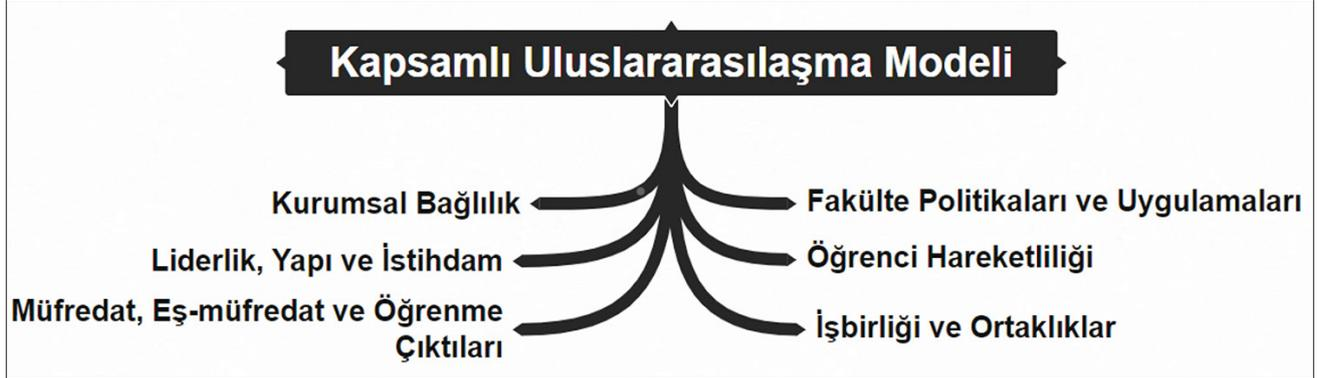 Kapsamlı Uluslararasılaşma Modeli
Kurumsal Bağlılık
Liderlik, Yapı ve İstihdam
Müfredat, Eş-müfredat ve Öğrenme
Çıktıları
Fakülte Politikaları ve Uygulamaları
Öğrenci Hareketliliği
İşbirliği ve Ortaklıklar